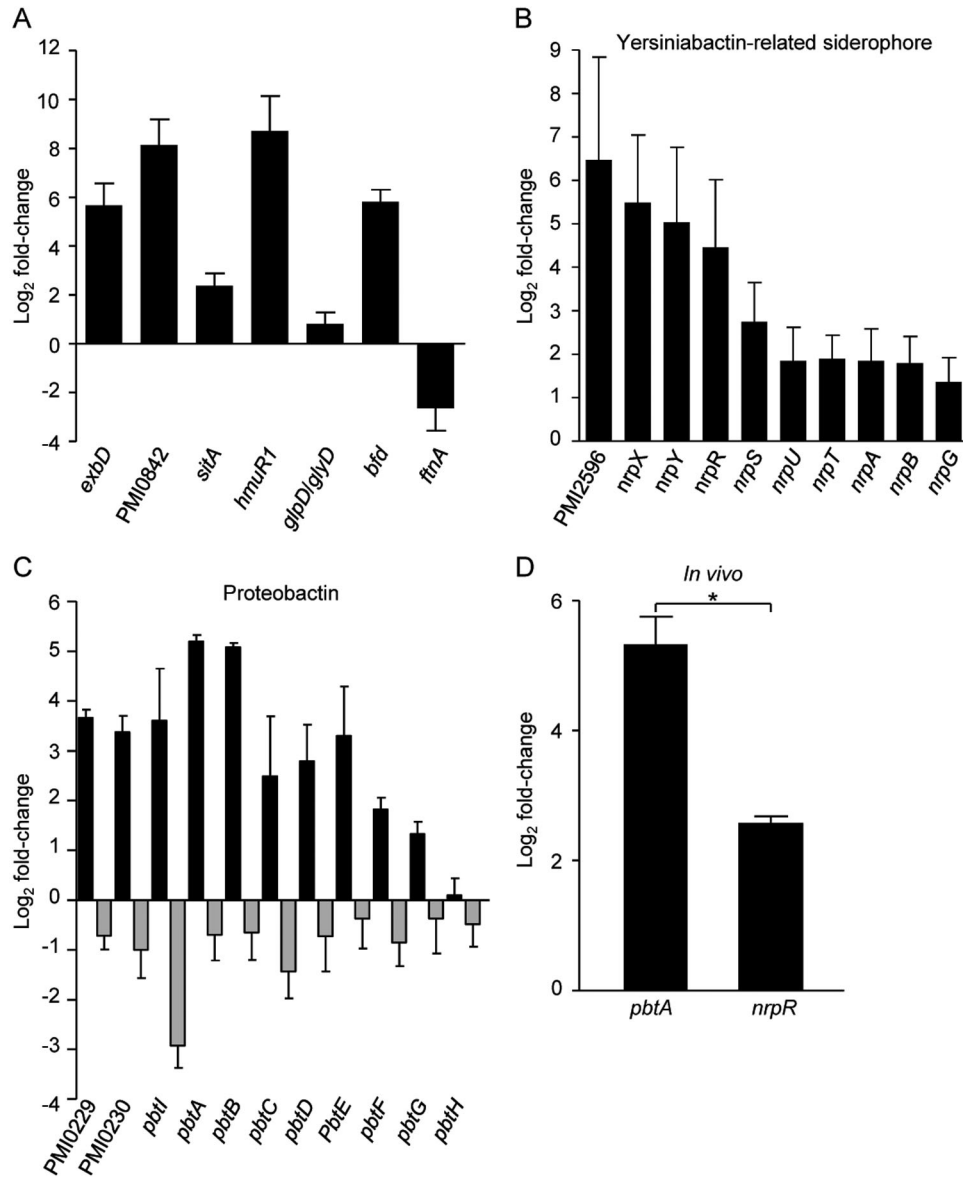 A
12
10
8
6
4
2
0
-2
-4
Log2 fold-change
exbD
PMI0842
sitA
hmuR1
glpD/glyD
bfd
ftnA
B
Yersiniabactin-related siderophore
9
8
7
6
5
4
3
2
1
0
Log2 fold-change
PMI2596
nrpX
nrpY
nrpR
nrpS
nrpU
nrpT
nrpA
nrpB
nrpG
C
Proteobactin
6
5
4
3
2
1
0
-1
-2
-3
-4
Log2 fold-change
PMI0229
PMI0230
pbtI
pbtA
pbtB
pbtC
pbtD
PbtE
pbtF
pbtG
pbtH
D
In vivo
*
6
4
2
0
Log2 fold-change
pbtA
nrpR